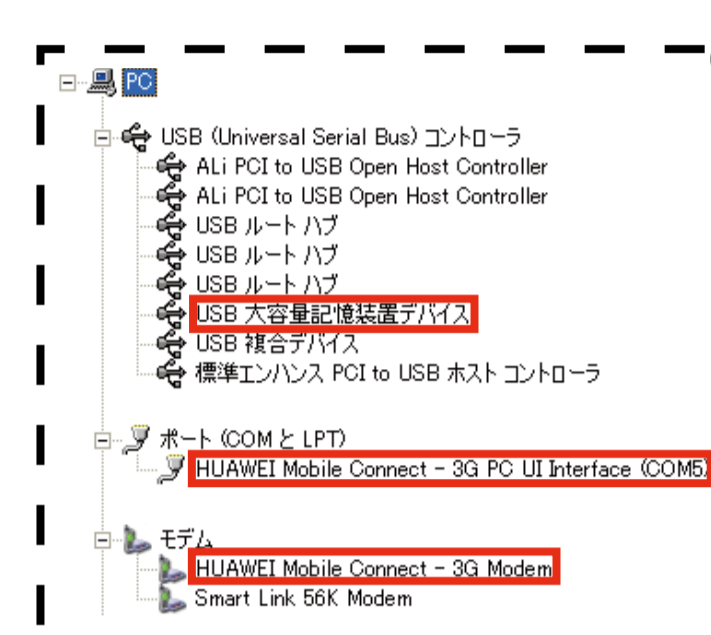 PC
USB (Universal Serial Bus) コントローラ
ALi PCI to USB Open Host Controller
ALi PCI to USB Open Host Controller
USB ルート ハブ
USB ルート ハブ
USB ルート ハブ
USB 大容量記憶装置デバイス
USB 複合デバイス
標準エンハンス PCI to USB ホスト コントローラ
ポート (COM と LPT)
HUAWEI Mobile Connect - 3G PC UI Interface (COM5)
モデム
HUAWEI Mobile Connect - 3G Modem
Smart Link 56K Modem